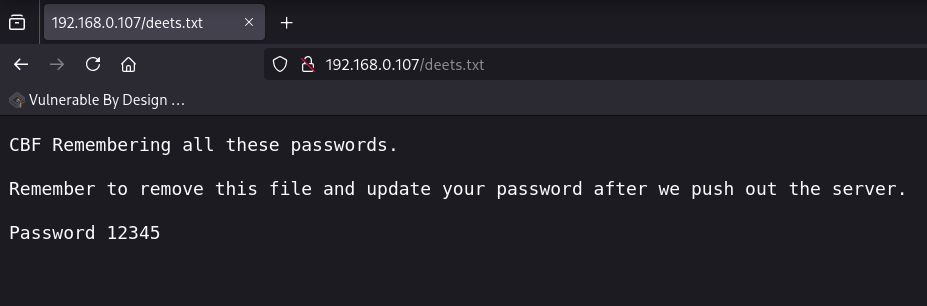 192.168.0.107/deets.txt
192.168.0.107/deets.txt
Vulnerable By Design ...
CBF Remembering all these passwords.
Remember to remove this file and update your password after we push out the server.
Password 12345